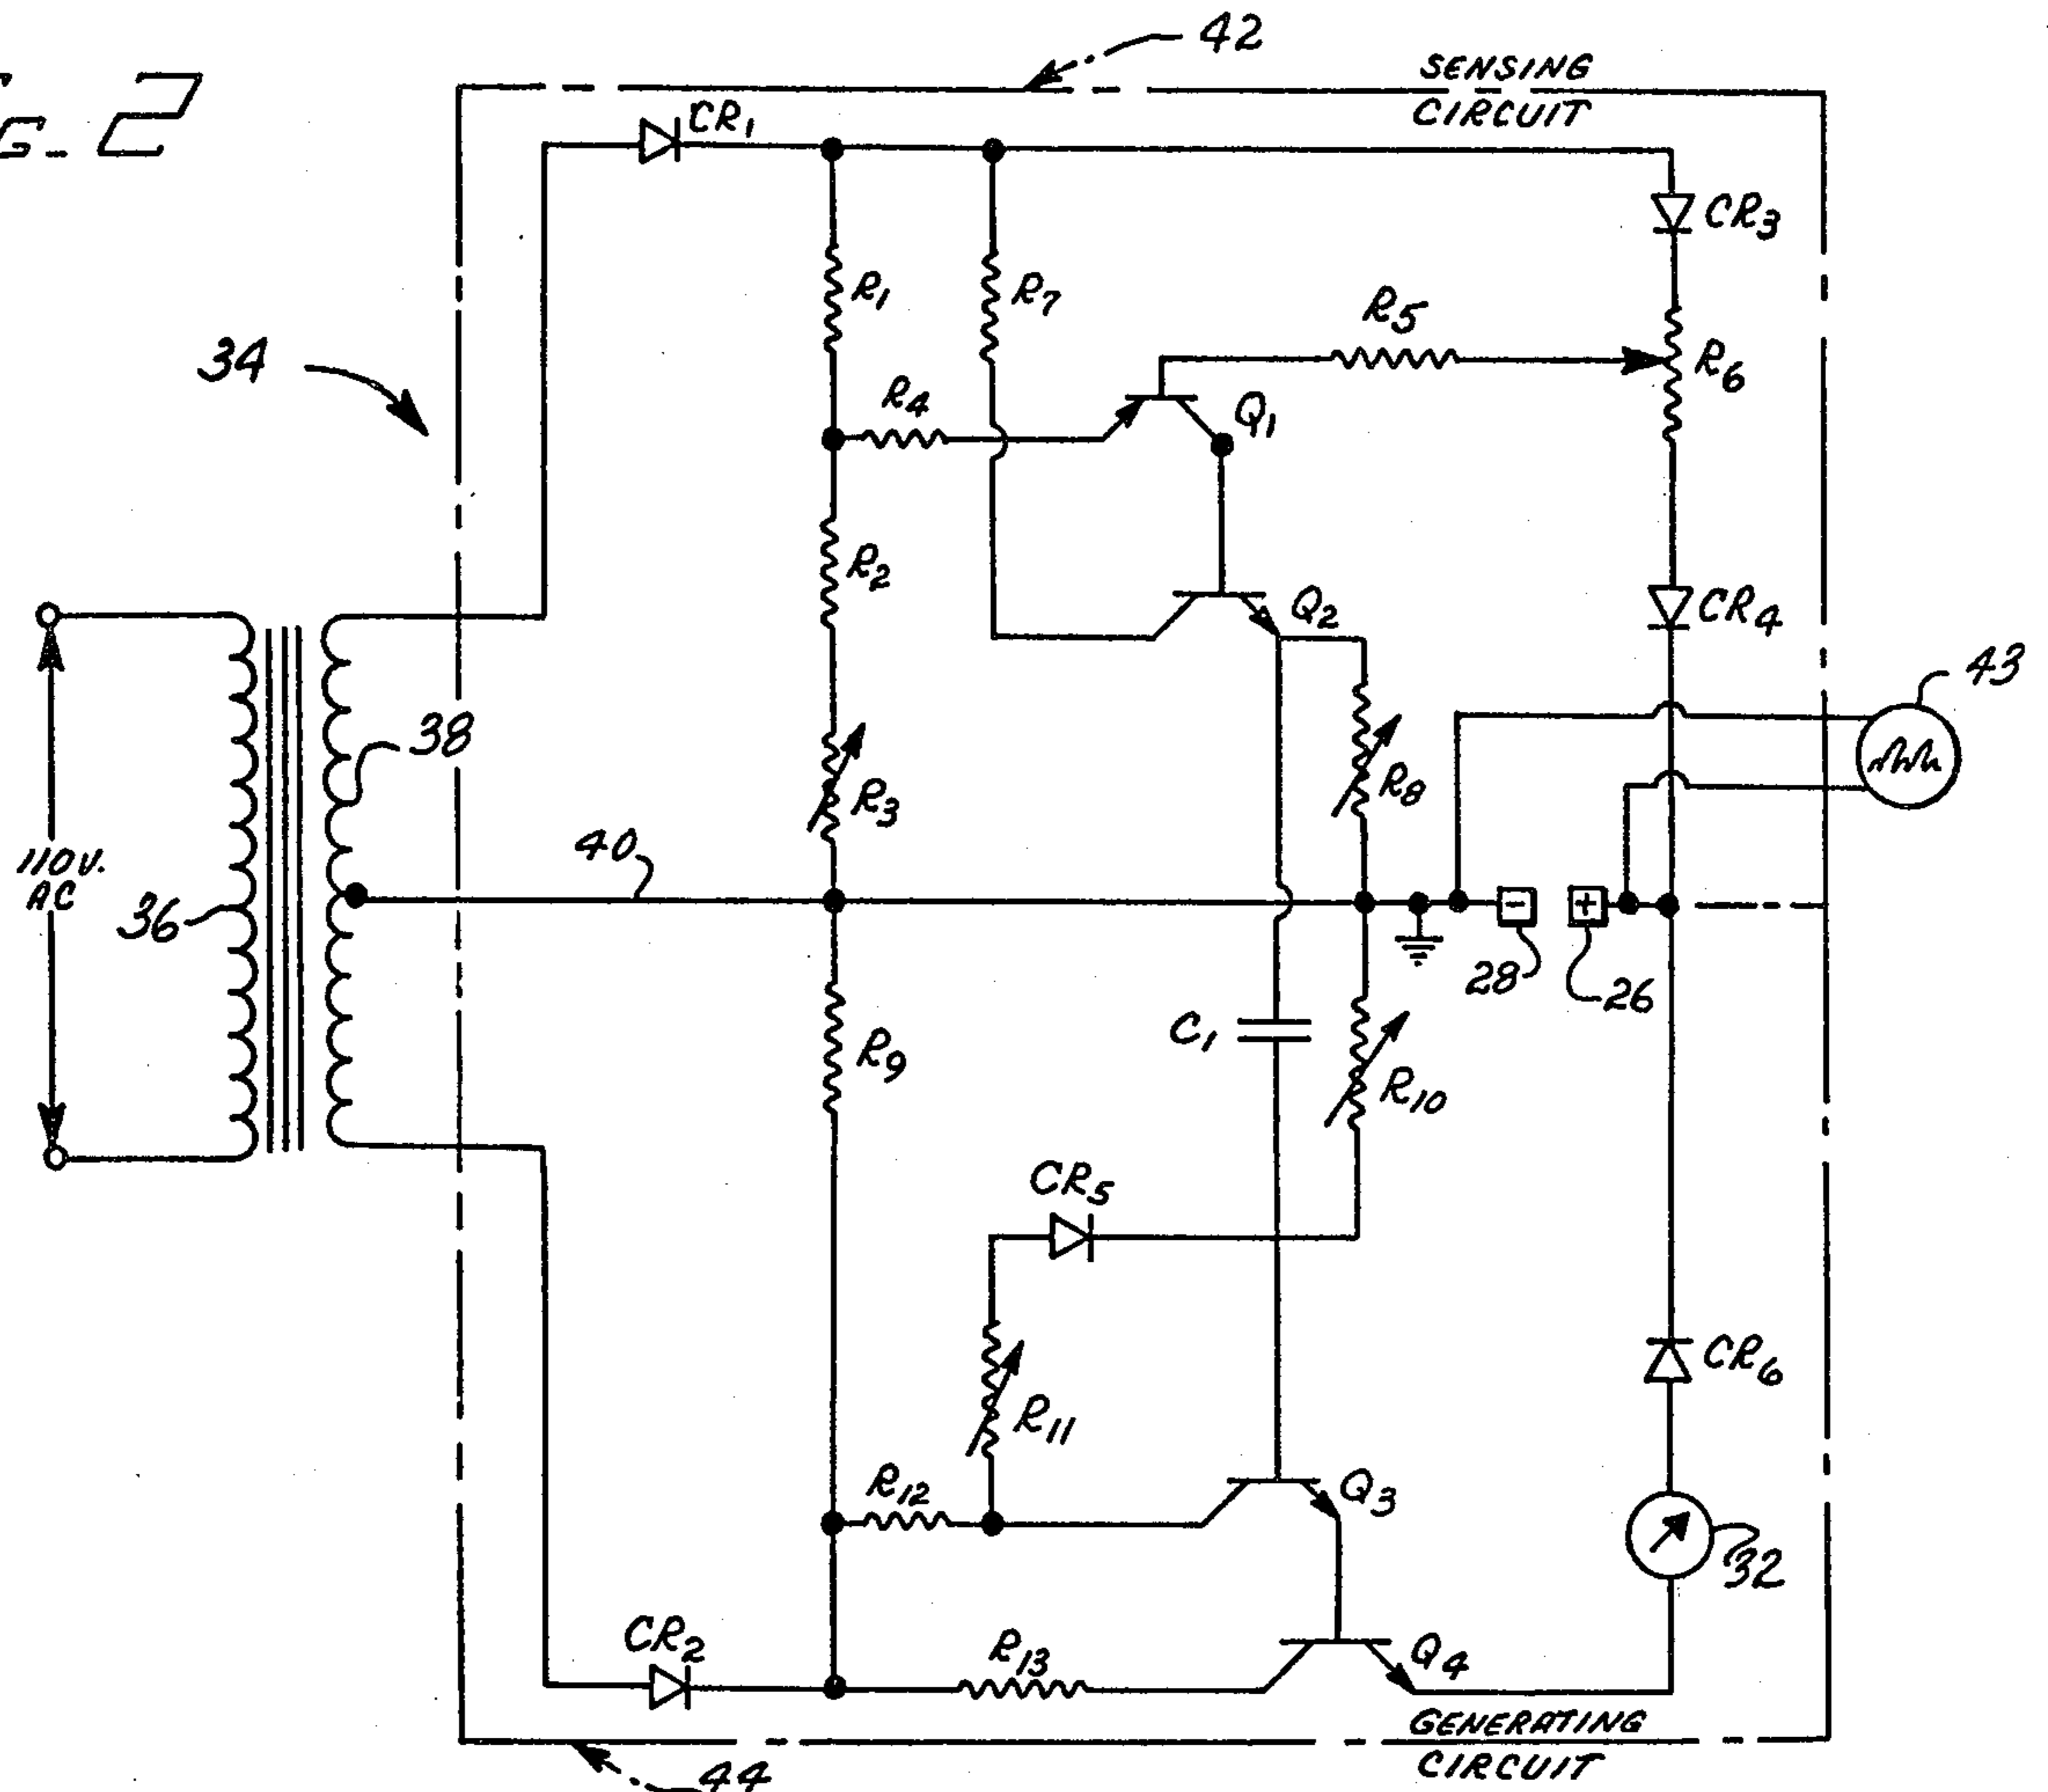 G. 2
42
SENSING
CIRCUIT
CR1
CR3
34
R1
R7
R5
R6
R4
Q1
R2
Q2
CR4
43
38
R3
R8
110V.
AC
36
40
-
+
28
26
C1
R9
R10
CR5
R11
CR6
R12
Q3
32
CR2
R13
Q4
GENERATING
CIRCUIT
44